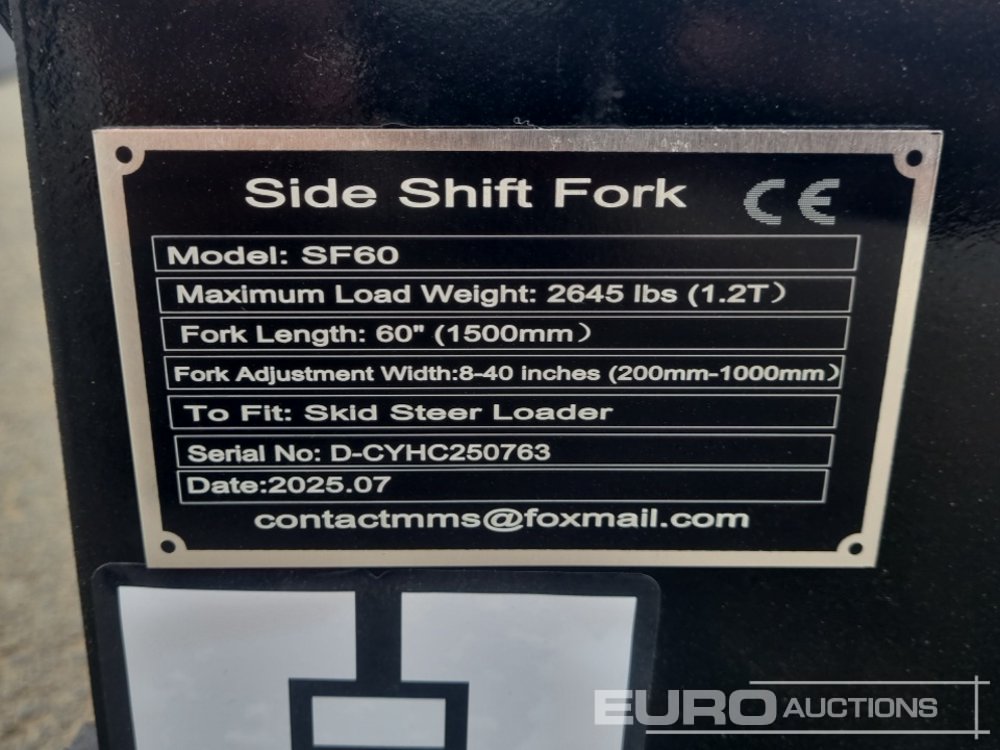 Side Shift Fork CE
Model: SF60
Maximum Load Weight: 2645 lbs (1.2T）
Fork Length: 60" (1500mm）
Fork Adjustment Width:8-40 inches (200mm-1000mm）
To Fit: Skid Steer Loader
Serial No: D-CYHC250763
Date:2025.07
contactmms@foxmail.com
EURO AUCTIONS